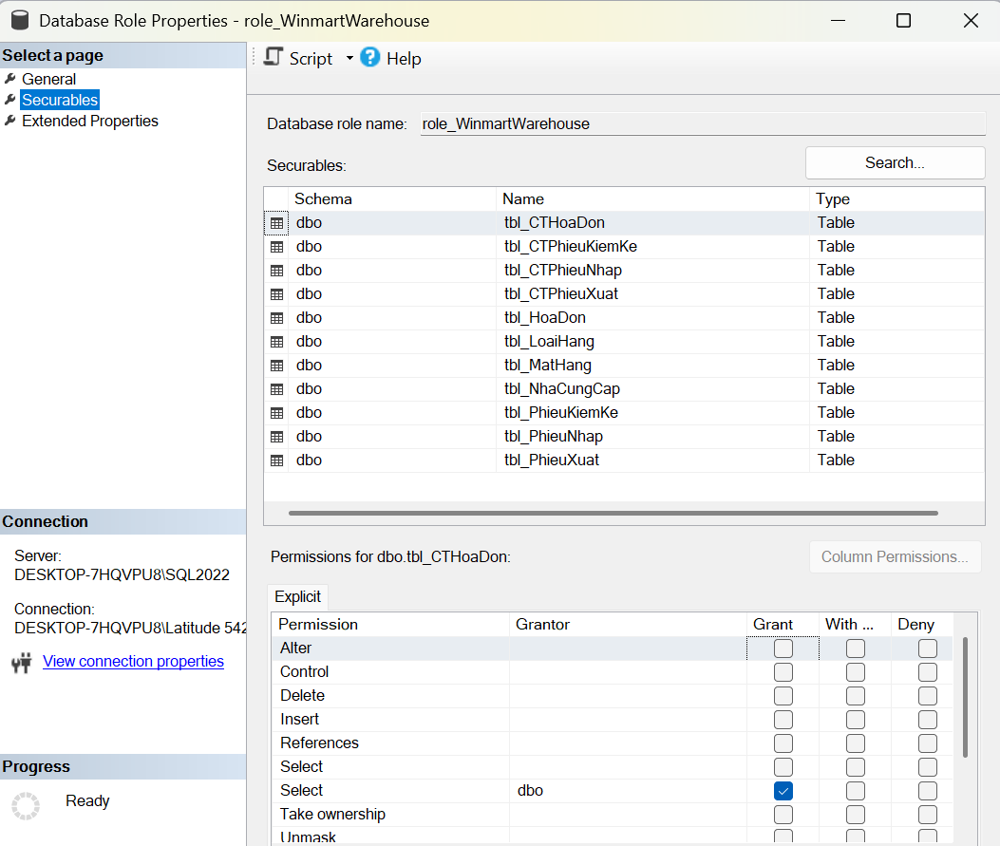 Database Role Properties - role_WinmartWarehouse
Select a page
General
Securables
Extended Properties
Script
Help
Database role name: role_WinmartWarehouse
Securables:
Search...
Schema Name Type
dbo tbl_CTHoaDon Table
dbo tbl_CTPhieuKiemKe Table
dbo tbl_CTPhieuNhap Table
dbo tbl_CTPhieuXuat Table
dbo tbl_HoaDon Table
dbo tbl_LoaiHang Table
dbo tbl_MatHang Table
dbo tbl_NhaCungCap Table
dbo tbl_PhieuKiemKe Table
dbo tbl_PhieuNhap Table
dbo tbl_PhieuXuat Table
Connection
Server:
DESKTOP-7HQVPU8\SQL2022
Connection:
DESKTOP-7HQVPU8\Latitude 542
View connection properties
Progress
Ready
Permissions for dbo.tbl_CTHoaDon:
Column Permissions...
Explicit
Permission Grantor Grant With ... Deny
Alter
Control
Delete
Insert
References
Select
Select dbo
Take ownership
Unmask